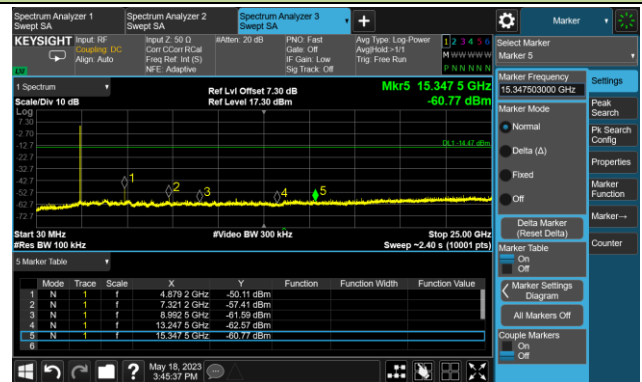 Spectrum Analyzer 1
Swept SA
Spectrum Analyzer 2
Swept SA
Spectrum Analyzer 3
Swept SA
Marker
KEYSIGHT
Input: RF
Coupling: DC
Align: Auto
Input Z: 50 Ω
Corr CCorr RCal
Freq Ref: Int (S)
NFE: Adaptive
#Atten: 20 dB
PNO: Fast
Gate: Off
IF Gain: Low
Sig Track: Off
Avg Type: Log-Power
Avg|Hold:>1/1
Trig: Free Run
1 2 3 4 5 6
M W W W W W
P N N N N N
LXI
1 Spectrum
Scale/Div 10 dB
Ref Lvl Offset 7.30 dB
Ref Level 17.30 dBm
Mkr5 15.347 5 GHz
-60.77 dBm
Log
7.30
-2.70
-12.7
-22.7
-32.7
-42.7
-52.7
-62.7
-72.7
DL1 -14.47 dBm
1
2
3
4
5
Start 30 MHz
#Res BW 100 kHz
#Video BW 300 kHz
Stop 25.00 GHz
Sweep ~2.40 s (10001 pts)
5 Marker Table
Mode Trace Scale X Y Function Function Width Function Value
1 N 1 f 4.879 2 GHz -50.11 dBm
2 N 1 f 7.321 2 GHz -57.41 dBm
3 N 1 f 8.992 5 GHz -61.59 dBm
4 N 1 f 13.247 5 GHz -62.57 dBm
5 N 1 f 15.347 5 GHz -60.77 dBm
6
May 18, 2023
3:45:37 PM
Select Marker
Marker 5
Marker Frequency
15.347503000 GHz
Marker Mode
Normal
Delta (Δ)
Fixed
Off
Delta Marker
(Reset Delta)
Marker Table
On
Off
Marker Settings
Diagram
All Markers Off
Couple Markers
On
Off
Settings
Peak
Search
Pk Search
Config
Properties
Marker
Function
Marker→
Counter